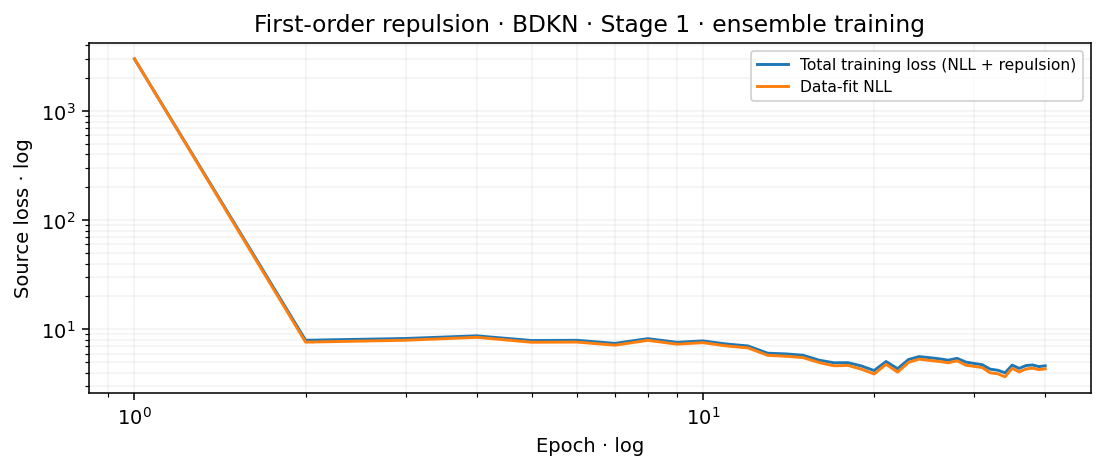 First-order repulsion · BDKN · Stage 1 · ensemble training
Total training loss (NLL + repulsion)
Data-fit NLL
Source loss · log
10³
10²
10¹
10⁰
10¹
Epoch · log